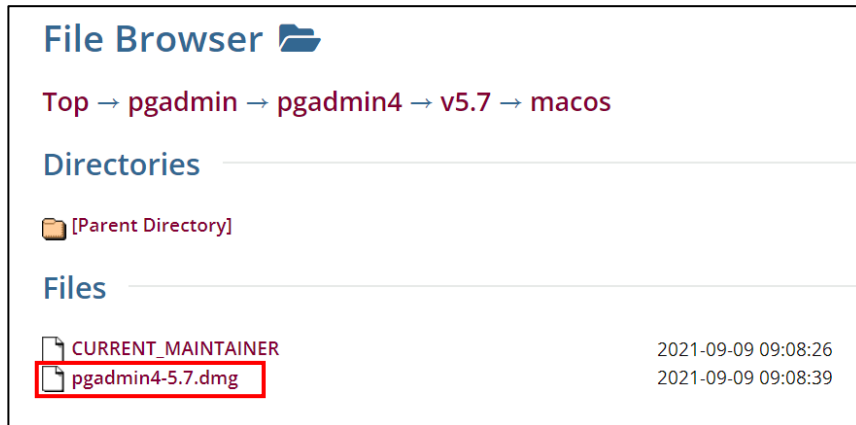 File Browser
Top → pgadmin → pgadmin4 → v5.7 → macos
Directories
[Parent Directory]
Files
CURRENT_MAINTAINER 2021-09-09 09:08:26
pgadmin4-5.7.dmg 2021-09-09 09:08:39